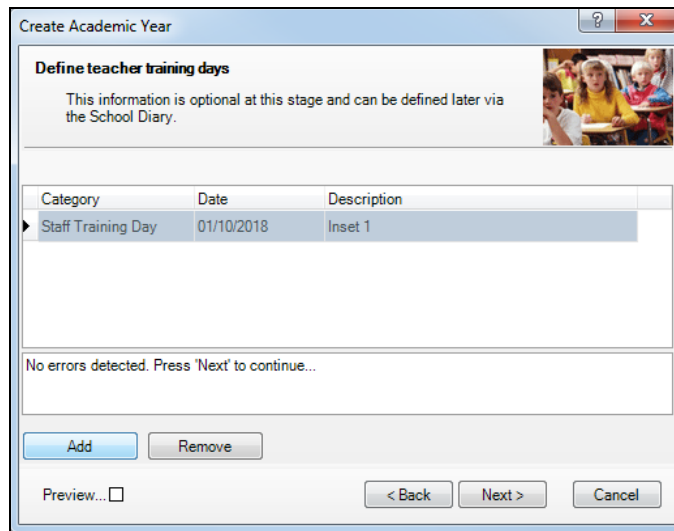 Create Academic Year
Define teacher training days
This information is optional at this stage and can be defined later via
the School Diary.
Category Date Description
Staff Training Day 01/10/2018 Inset 1
No errors detected. Press 'Next' to continue...
Add Remove
Preview... < Back Next > Cancel